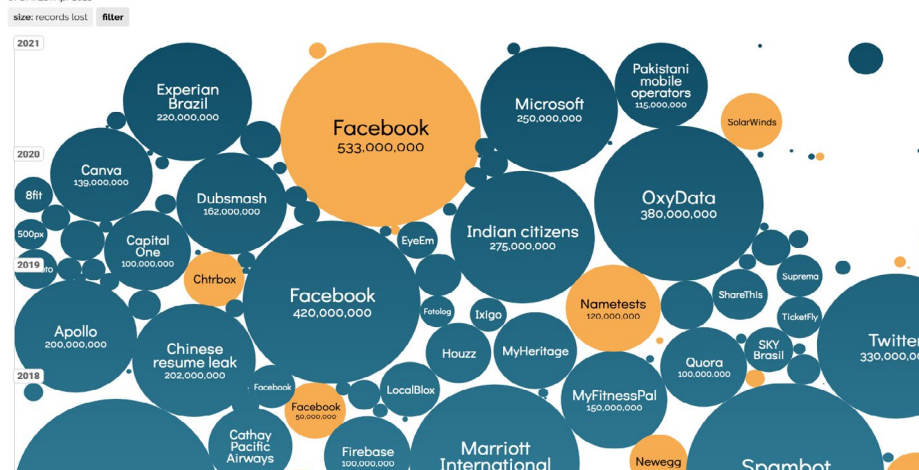 size: records lost
filter
2021
Experian
Brazil
220,000,000
Facebook
533,000,000
Microsoft
250,000,000
Pakistani
mobile
operators
115,000,000
SolarWinds
2020
Canva
139,000,000
8fit
Dubsmash
162,000,000
OxyData
380,000,000
500px
Capital
One
100,000,000
EyeEm
Indian citizens
275,000,000
2019
Chtrbox
Facebook
420,000,000
Nametests
120,000,000
Suprema
ShareThis
Fotolog
Ixigo
TicketFly
Apollo
200,000,000
Chinese
resume leak
202,000,000
Houzz
MyHeritage
SKY
Brasil
Quora
100,000,000
Twitter
330,000,0
2018
Facebook
LocalBlox
MyFitnessPal
150,000,000
Facebook
50,000,000
Cathay
Pacific
Airways
Firebase
100,000,000
Marriott
International
Newegg
Spambot